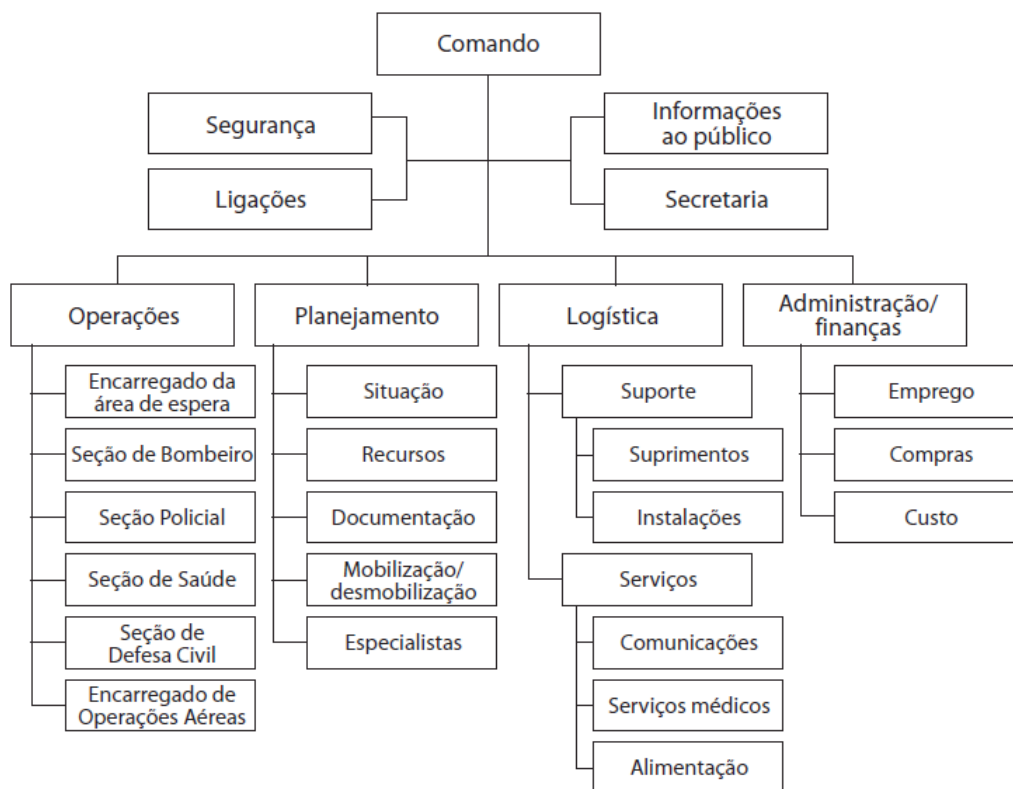 Comando
Segurança
Informações
ao público
Ligações
Secretaria
Operações
Planejamento
Logística
Administração/
finanças
Encarregado da
área de espera
Seção de Bombeiro
Seção Policial
Seção de Saúde
Seção de
Defesa Civil
Encarregado de
Operações Aéreas
Situação
Recursos
Documentação
Mobilização/
desmobilização
Especialistas
Suporte
Suprimentos
Instalações
Serviços
Comunicações
Serviços médicos
Alimentação
Emprego
Compras
Custo